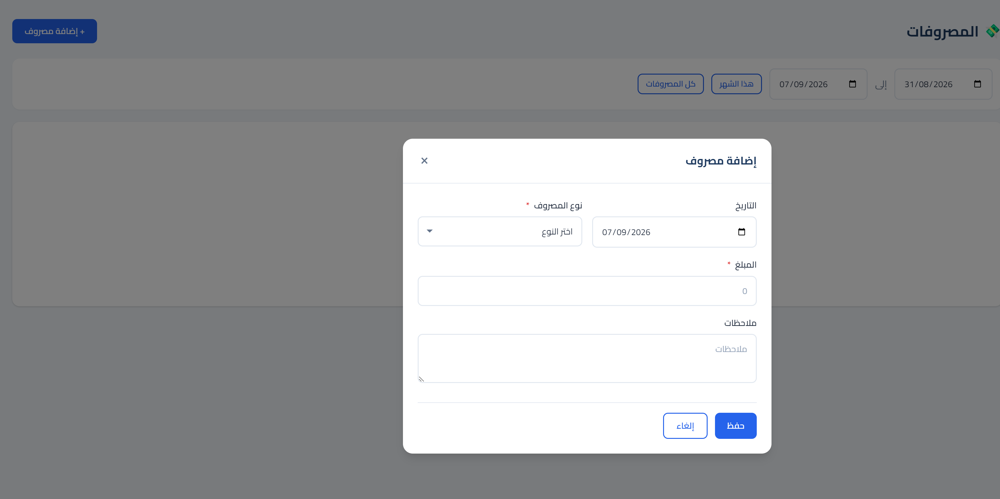 💸 المصروفات
+ إضافة مصروف
31/08/2026 إلى 07/09/2026 هذا الشهر كل المصروفات
إضافة مصروف ×
التاريخ
07/09/2026
نوع المصروف *
اختر النوع
المبلغ *
0
ملاحظات
ملاحظات
حفظ إلغاء